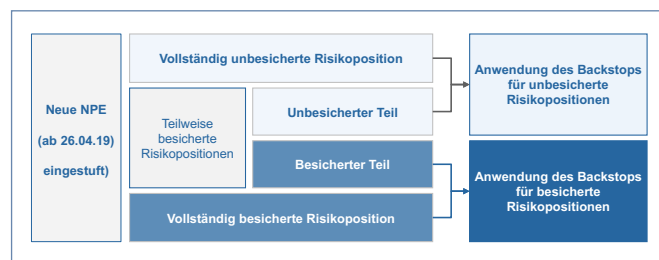 Neue NPE
(ab 26.04.19)
eingestuft)
Vollständig unbesicherte Risikoposition
Teilweise
besicherte
Risikopositionen
Unbesicherter Teil
Besicherter Teil
Vollständig besicherte Risikoposition
Anwendung des Backstops
für unbesicherte
Risikopositionen
Anwendung des Backstops
für besicherte
Risikopositionen